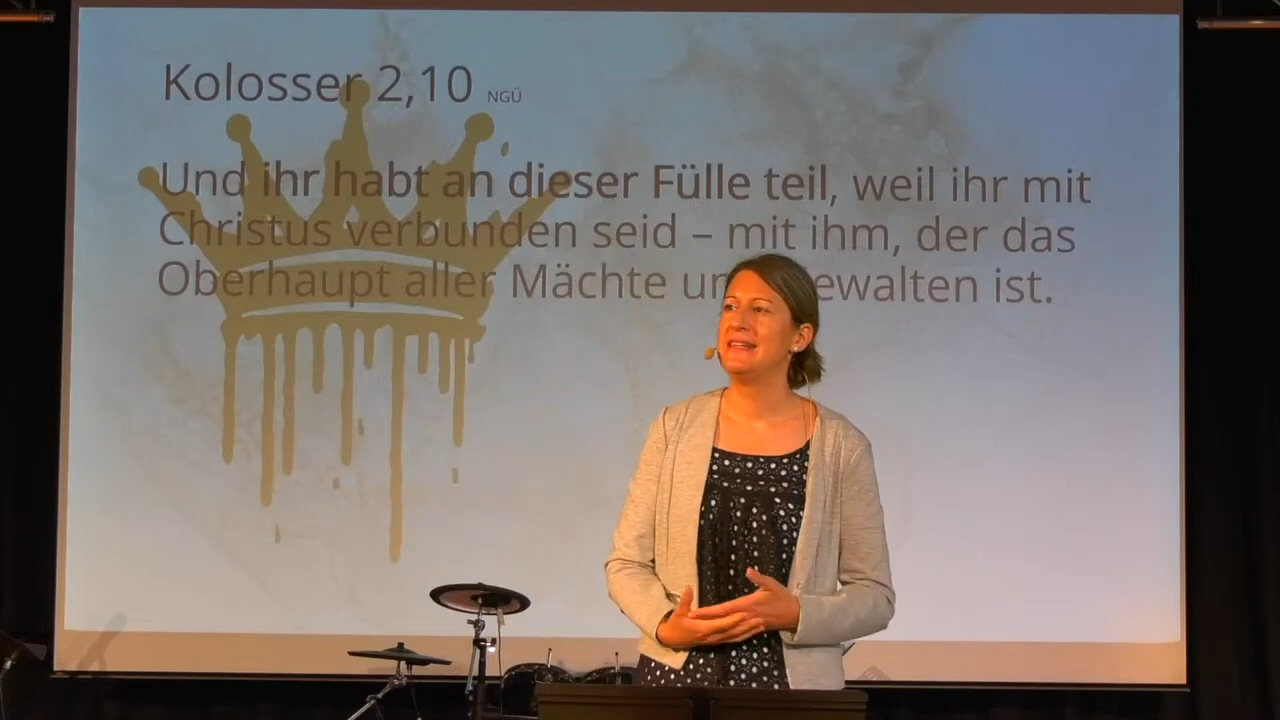 Kolosser 2,10 NGÜ
Und ihr habt an dieser Fülle teil, weil ihr mit
Christus verbunden seid – mit ihm, der das
Oberhaupt aller Mächte ewalten ist.